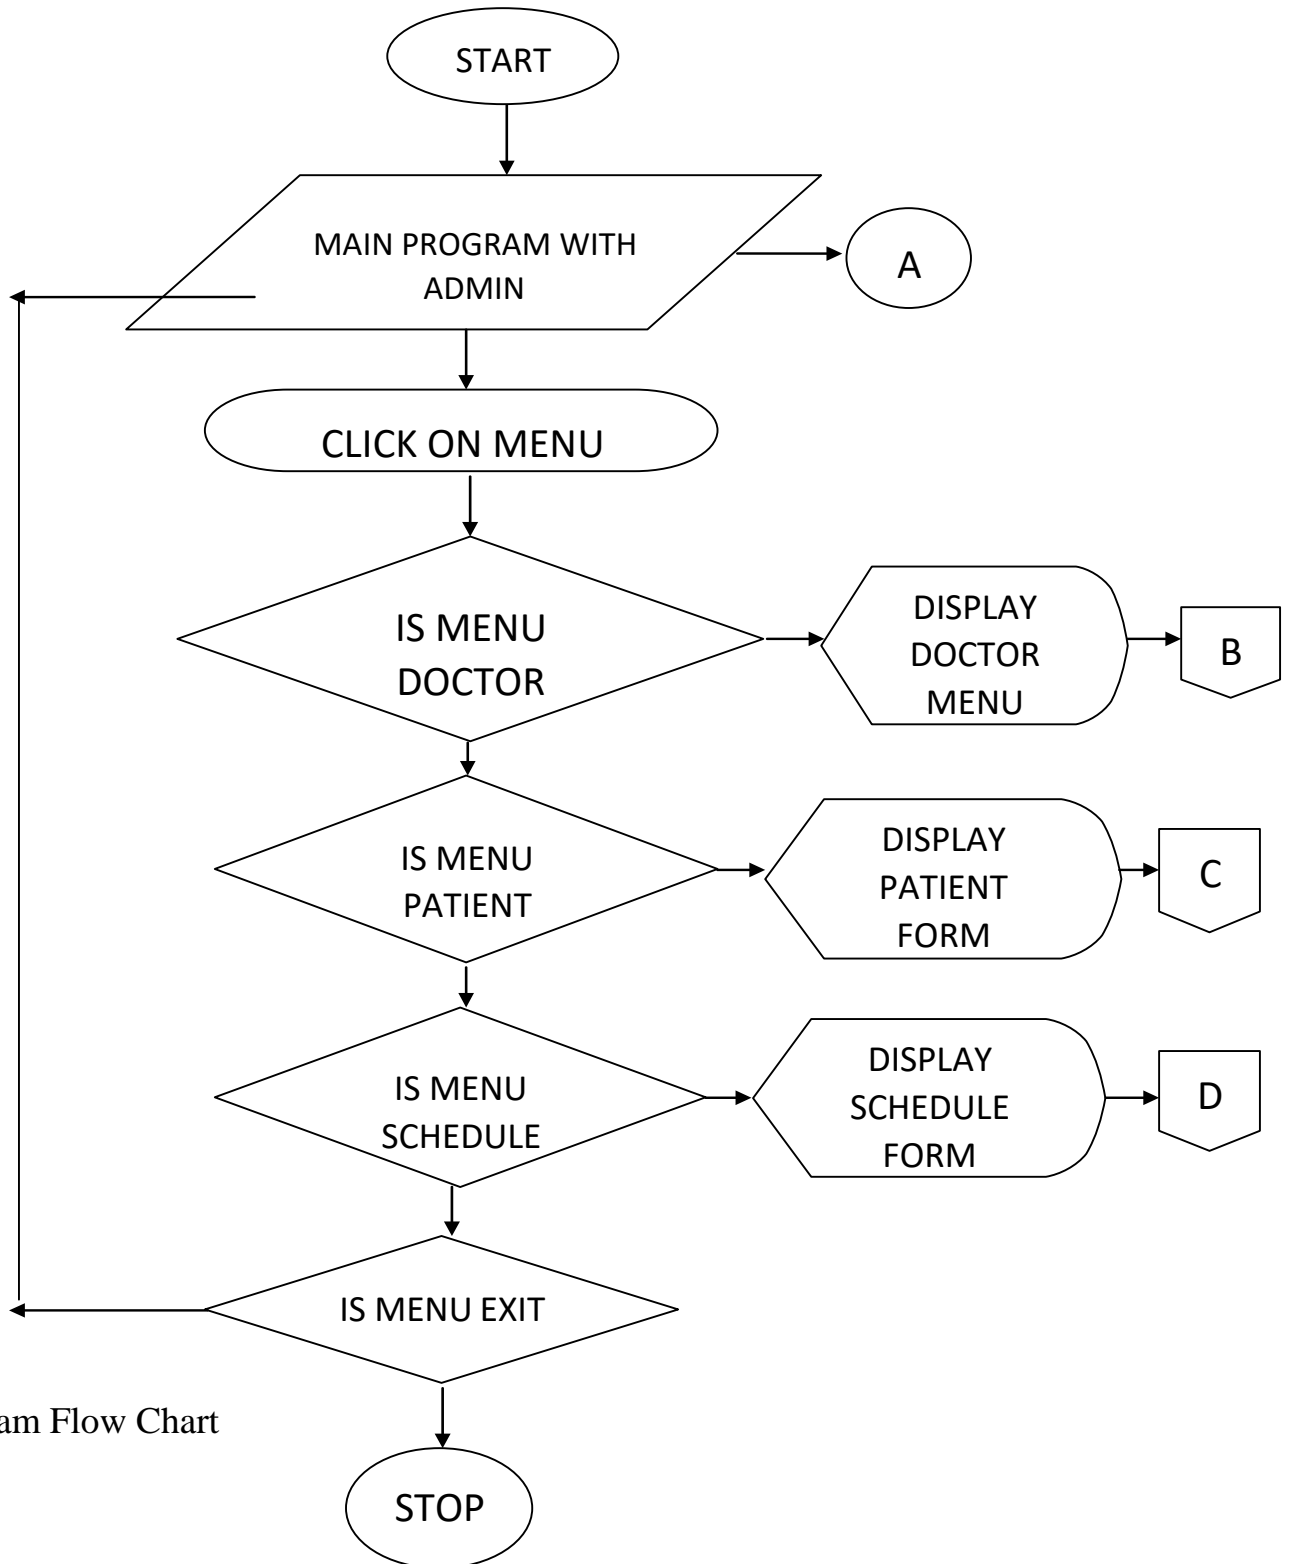 START
MAIN PROGRAM WITH
ADMIN
A
CLICK ON MENU
IS MENU
DOCTOR
DISPLAY
DOCTOR
MENU
B
IS MENU
PATIENT
DISPLAY
PATIENT
FORM
C
IS MENU
SCHEDULE
DISPLAY
SCHEDULE
FORM
D
IS MENU EXIT
am Flow Chart
STOP